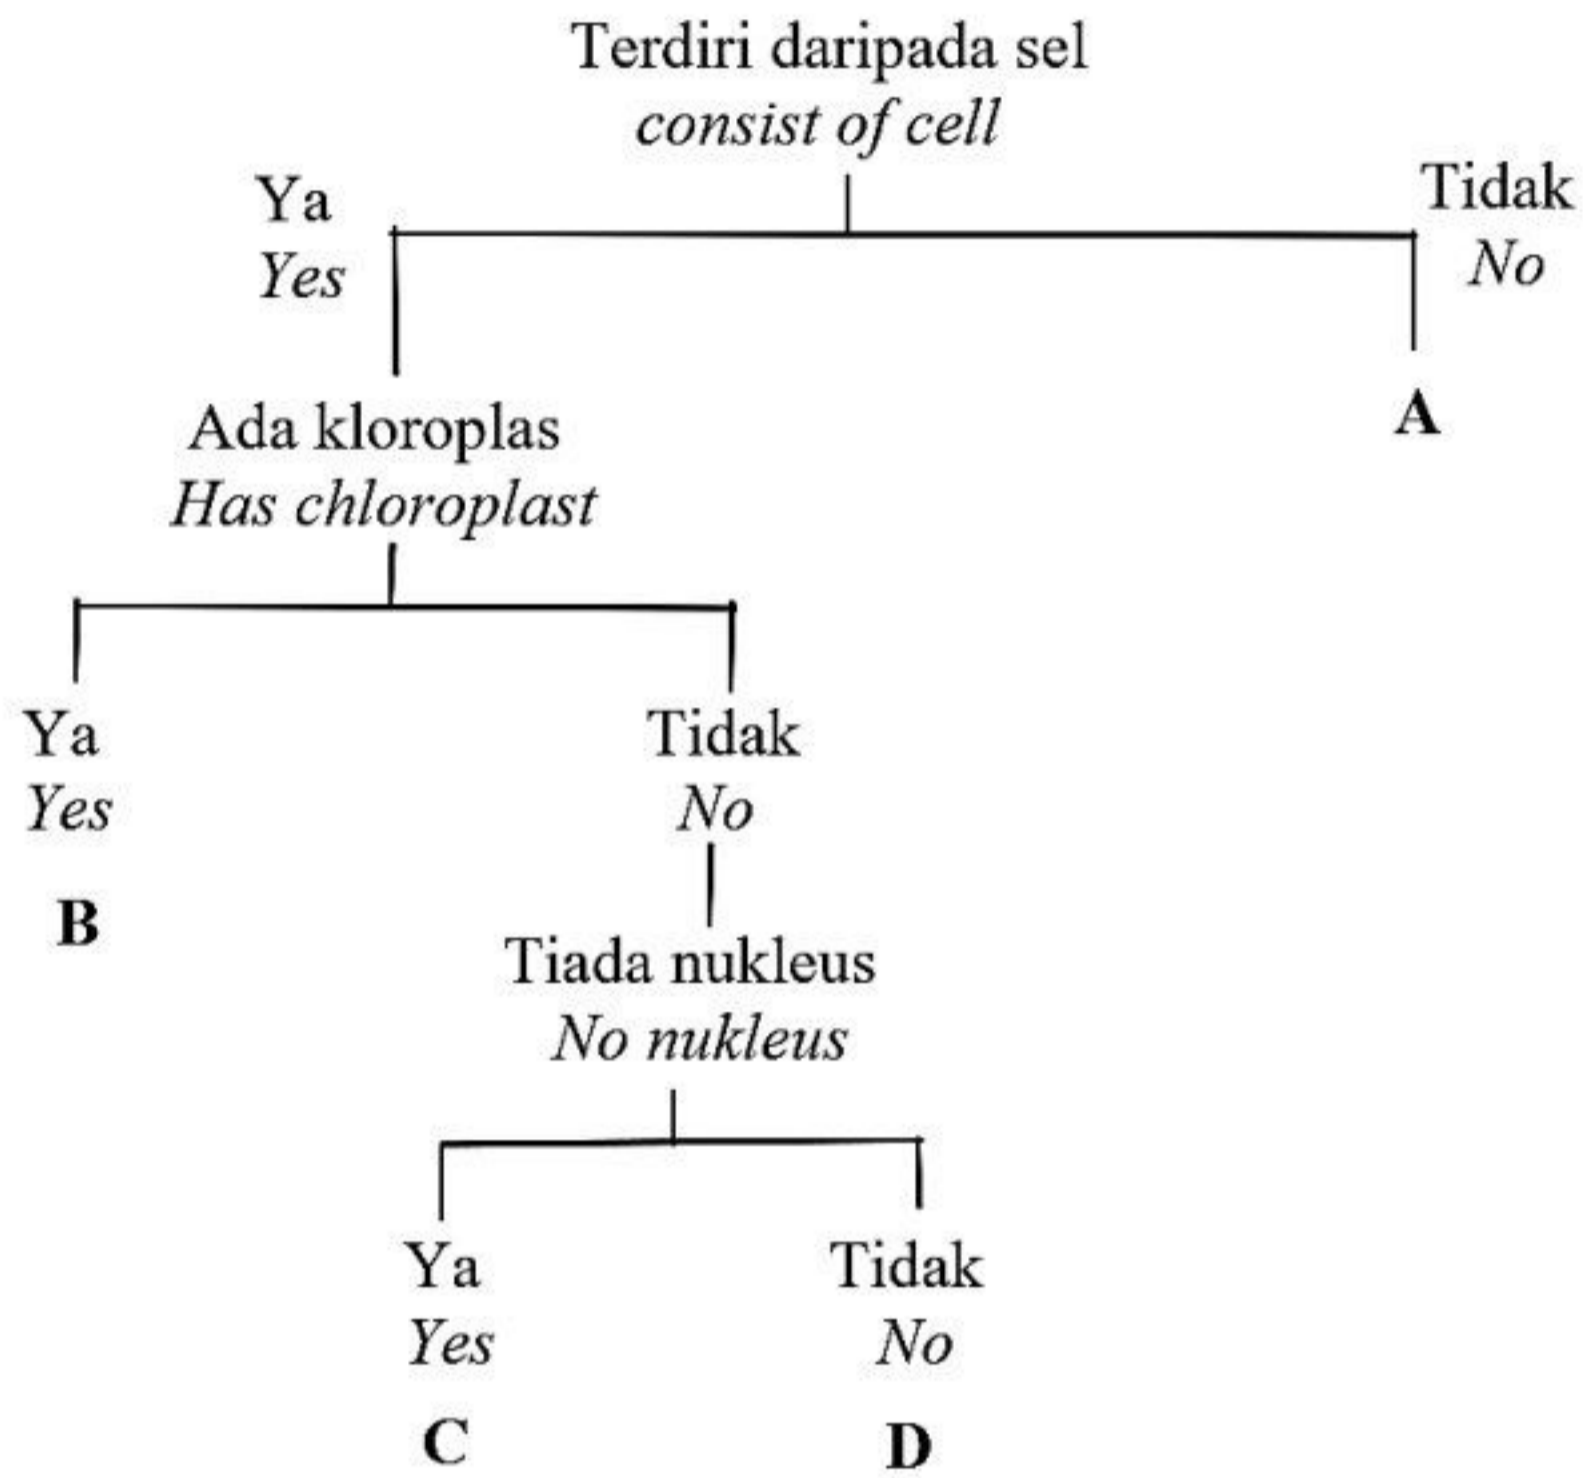 Terdiri daripada sel
consist of cell
Ya
Yes
Tidak
No
Ada kloroplas
Has chloroplast
A
Ya
Yes
B
Tidak
No
Tiada nukleus
No nukleus
Ya
Yes
C
Tidak
No
D